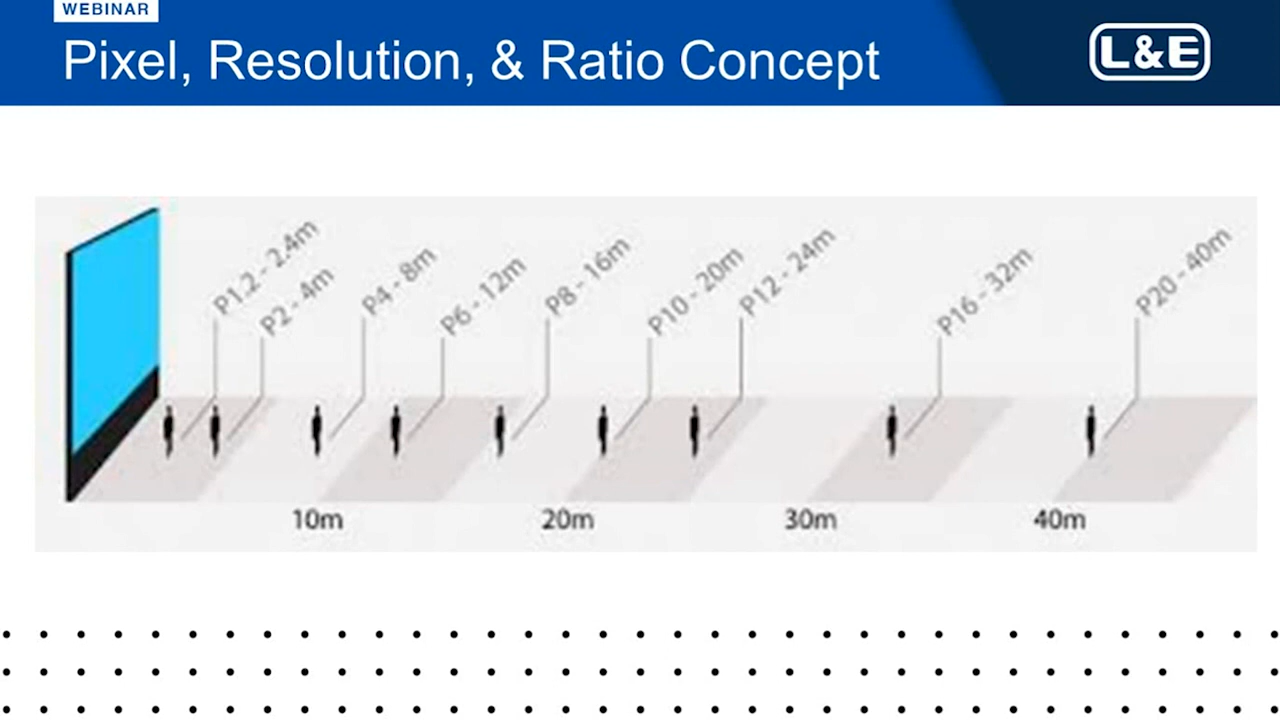 WEBINAR
Pixel, Resolution, & Ratio Concept
L&E
P1.2 - 2.4m
P2 - 4m
P4 - 8m
P6 - 12m
P8 - 16m
P10 - 20m
P12 - 24m
P16 - 32m
P20 - 40m
10m
20m
30m
40m